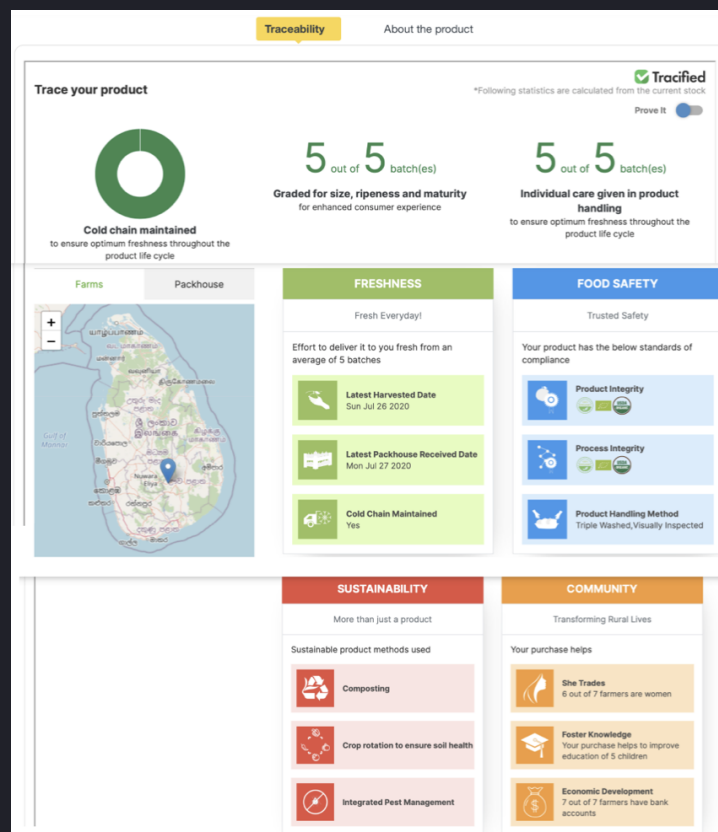 Traceability
About the product
Trace your product
Tracified
*Following statistics are calculated from the current stock
Prove It
Cold chain maintained
to ensure optimum freshness throughout the
product life cycle
5 out of 5 batch(es)
Graded for size, ripeness and maturity
for enhanced consumer experience
5 out of 5 batch(es)
Individual care given in product
handling
to ensure optimum freshness throughout the
product life cycle
Farms
Packhouse
+
−
யாழ்ப்பாணம்
Gulf of
Mannar
ශ්‍රී ලංකාව
Nuwara
Eliya
FRESHNESS
Fresh Everyday!
Effort to deliver it to you fresh from an
average of 5 batches
Latest Harvested Date
Sun Jul 26 2020
Latest Packhouse Received Date
Mon Jul 27 2020
Cold Chain Maintained
Yes
FOOD SAFETY
Trusted Safety
Your product has the below standards of
compliance
Product Integrity
Process Integrity
Product Handling Method
Triple Washed,Visually Inspected
SUSTAINABILITY
More than just a product
Sustainable product methods used
Composting
Crop rotation to ensure soil health
Integrated Pest Management
COMMUNITY
Transforming Rural Lives
Your purchase helps
She Trades
6 out of 7 farmers are women
Foster Knowledge
Your purchase helps to improve
education of 5 children
Economic Development
7 out of 7 farmers have bank
accounts